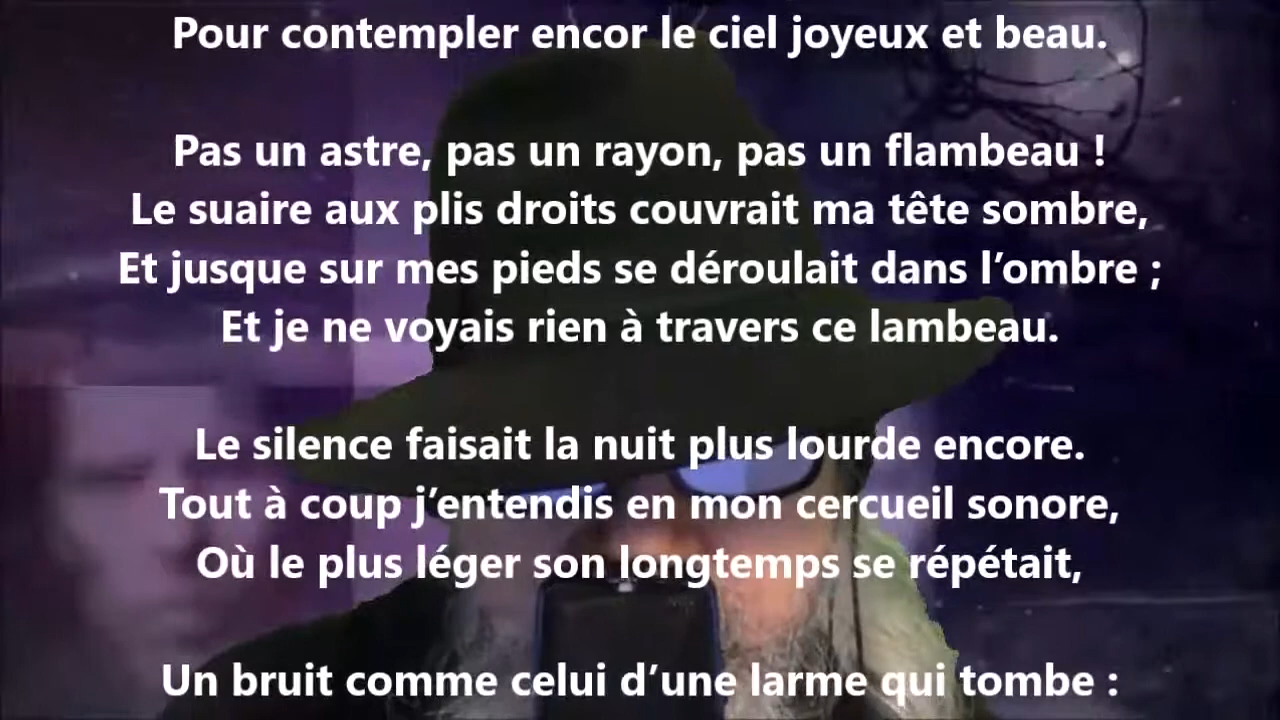 Pour contempler encor le ciel joyeux et beau.
Pas un astre, pas un rayon, pas un flambeau !
Le suaire aux plis droits couvrait ma tête sombre,
Et jusque sur mes pieds se déroulait dans l’ombre ;
Et je ne voyais rien à travers ce lambeau.
Le silence faisait la nuit plus lourde encore.
Tout à coup j’entendis en mon cercueil sonore,
Où le plus léger son longtemps se répétait,
Un bruit comme celui d’une larme qui tombe :